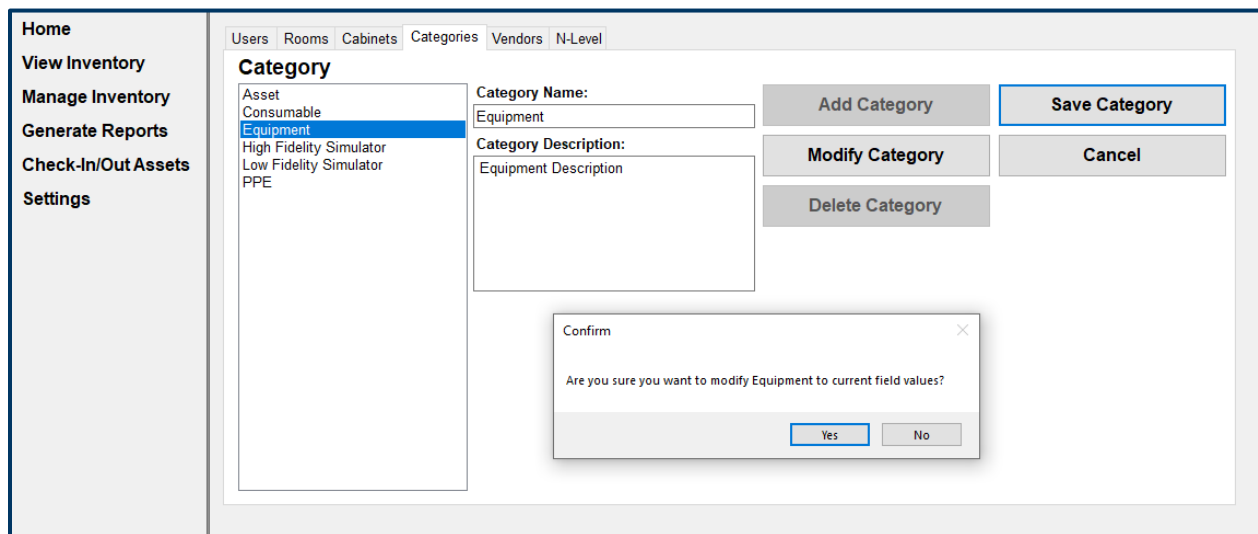 Home
View Inventory
Manage Inventory
Generate Reports
Check-In/Out Assets
Settings
Users Rooms Cabinets Categories Vendors N-Level
Category
Asset
Consumable
Equipment
High Fidelity Simulator
Low Fidelity Simulator
PPE
Category Name:
Equipment
Category Description:
Equipment Description
Add Category
Save Category
Modify Category
Cancel
Delete Category
Confirm
Are you sure you want to modify Equipment to current field values?
Yes
No